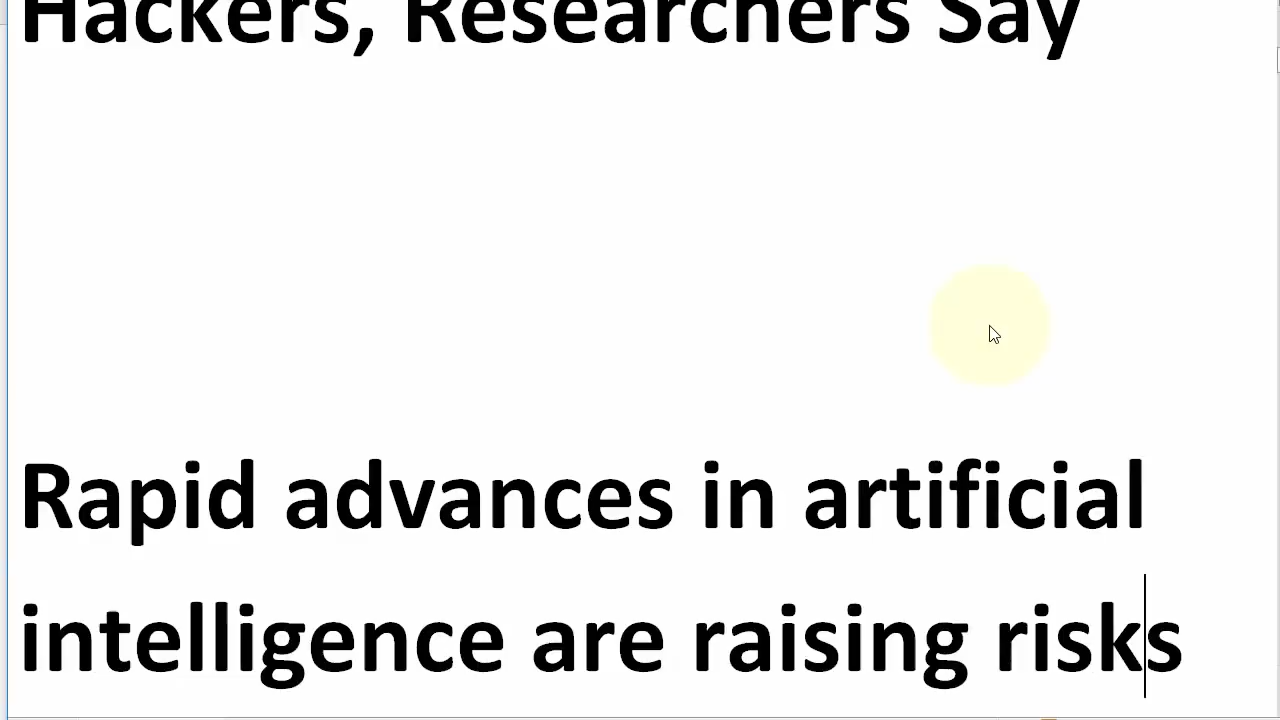 Hackers, Researchers Say
Rapid advances in artificial
intelligence are raising risks